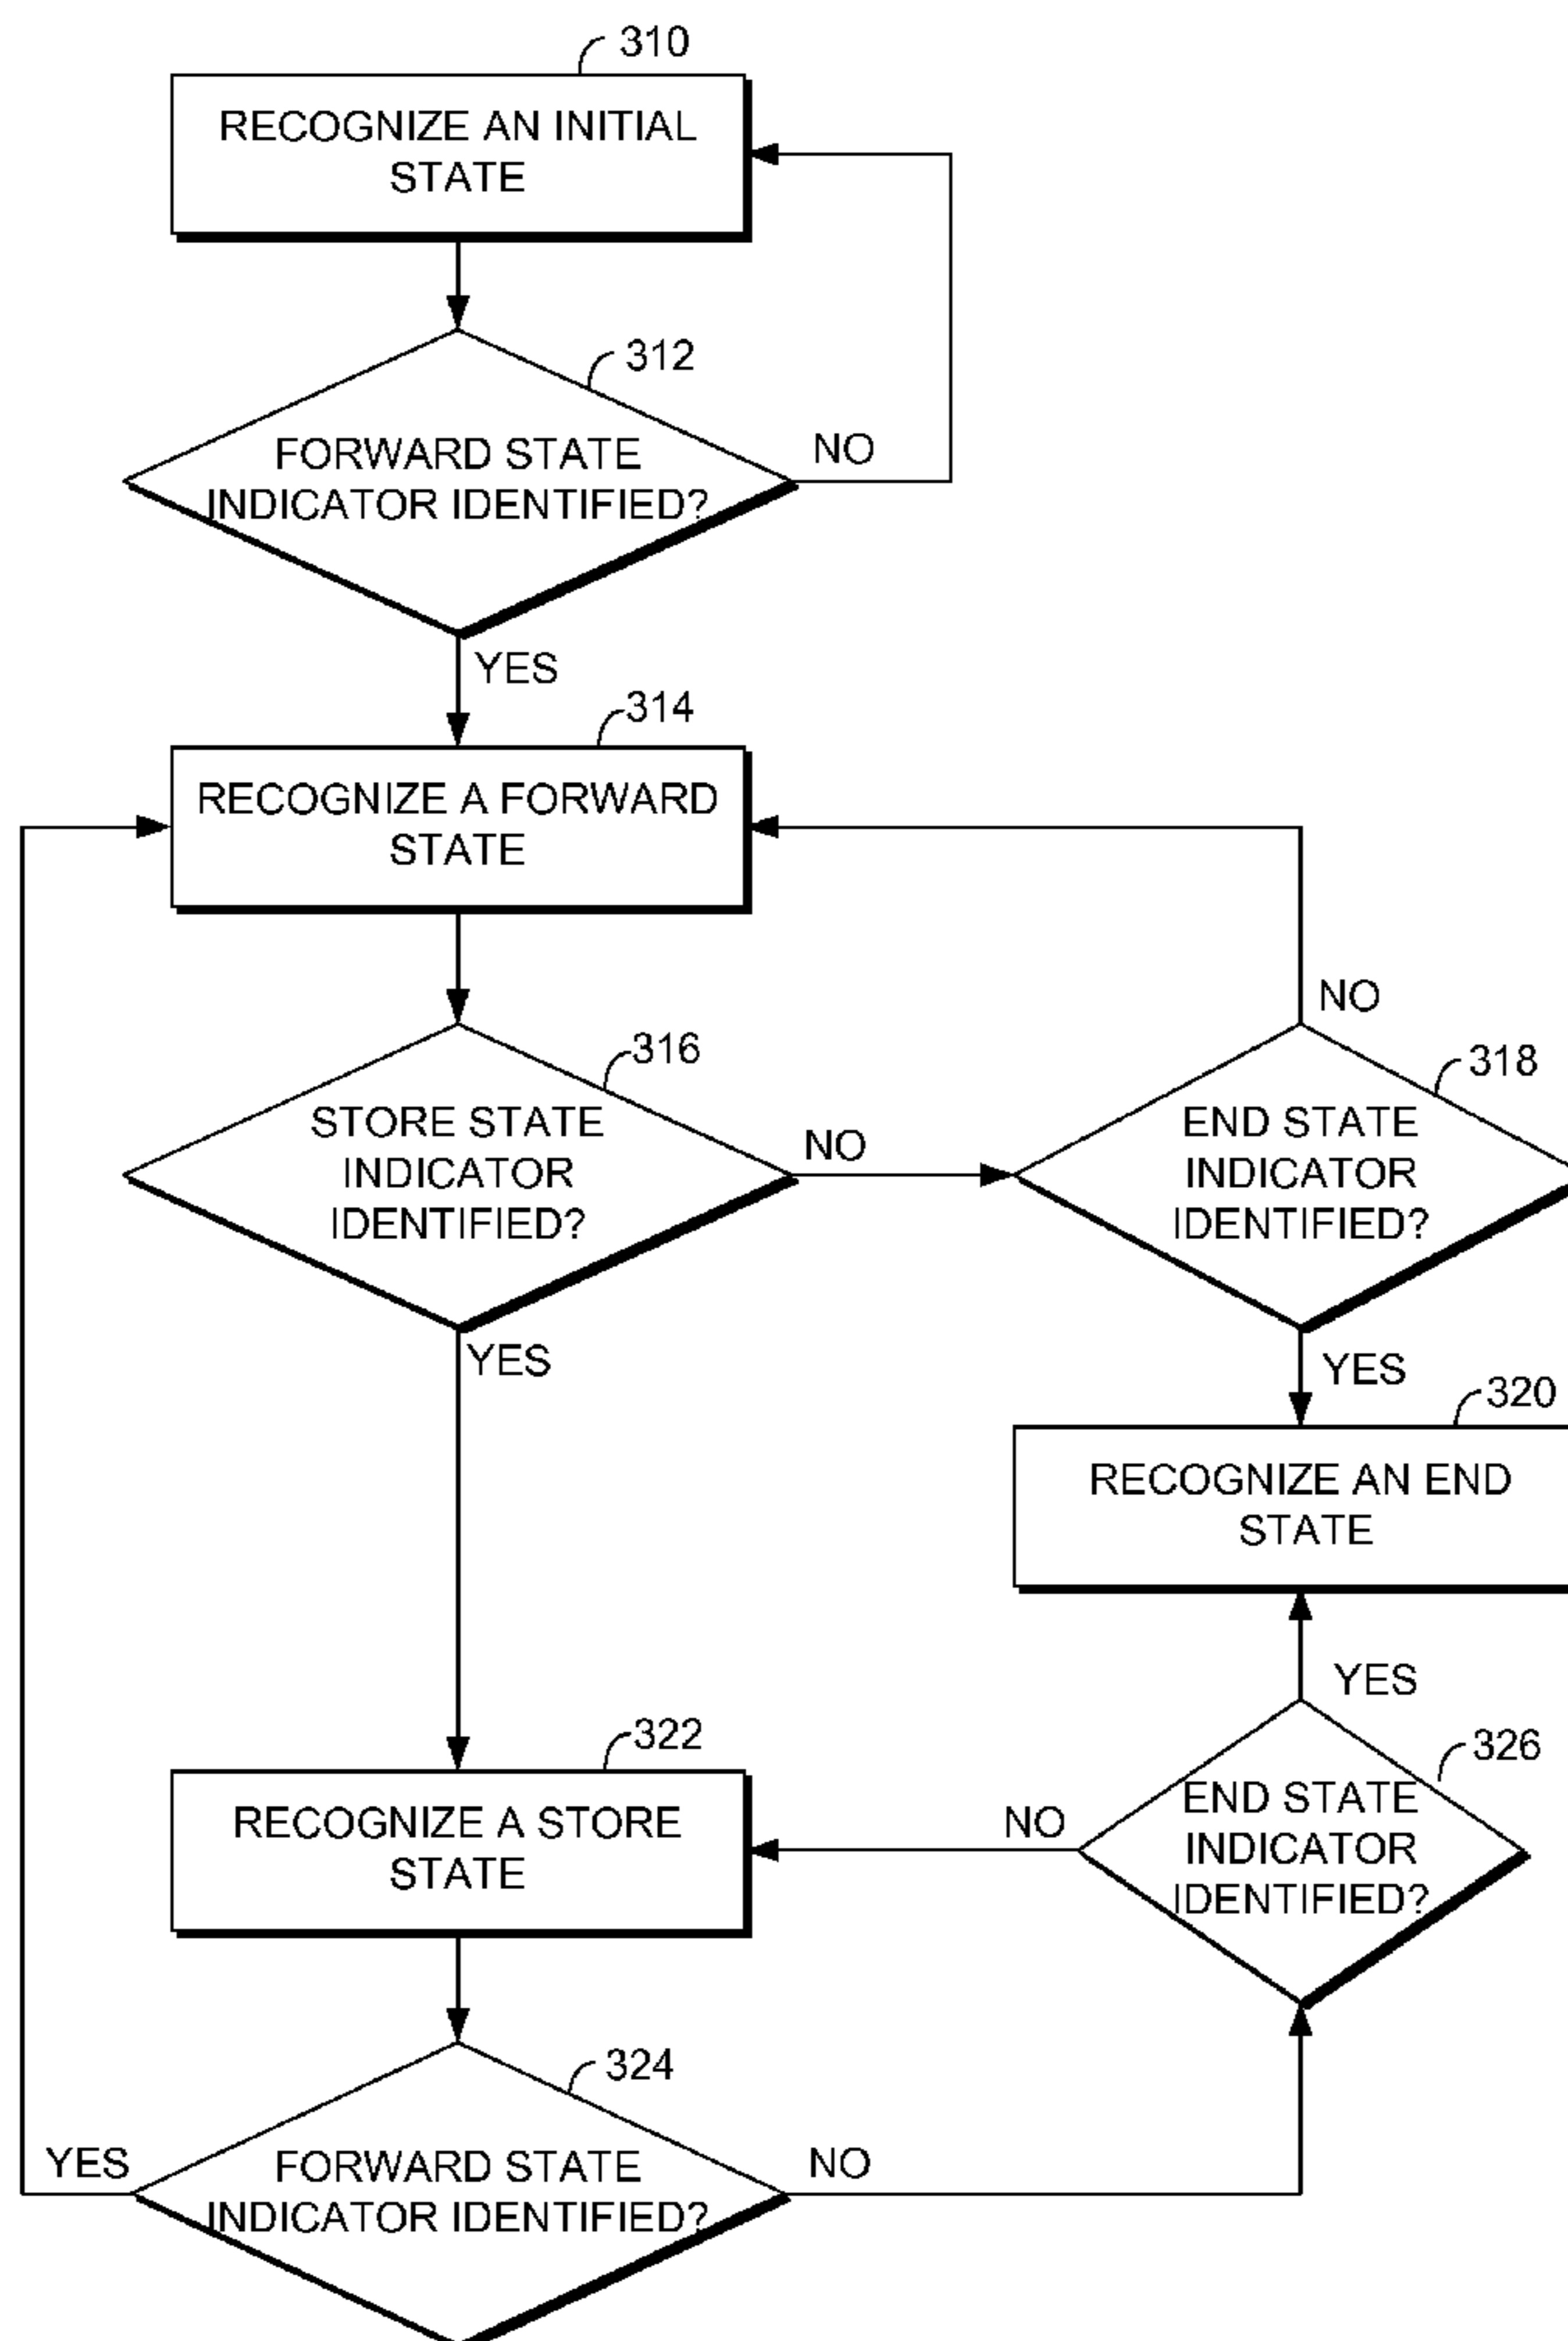 310
RECOGNIZE AN INITIAL
STATE
312
FORWARD STATE
INDICATOR IDENTIFIED?
NO
YES
314
RECOGNIZE A FORWARD
STATE
316
STORE STATE
INDICATOR
IDENTIFIED?
NO
YES
NO
318
END STATE
INDICATOR
IDENTIFIED?
YES
320
RECOGNIZE AN END
STATE
YES
322
RECOGNIZE A STORE
STATE
326
END STATE
INDICATOR
IDENTIFIED?
NO
324
FORWARD STATE
INDICATOR IDENTIFIED?
YES
NO